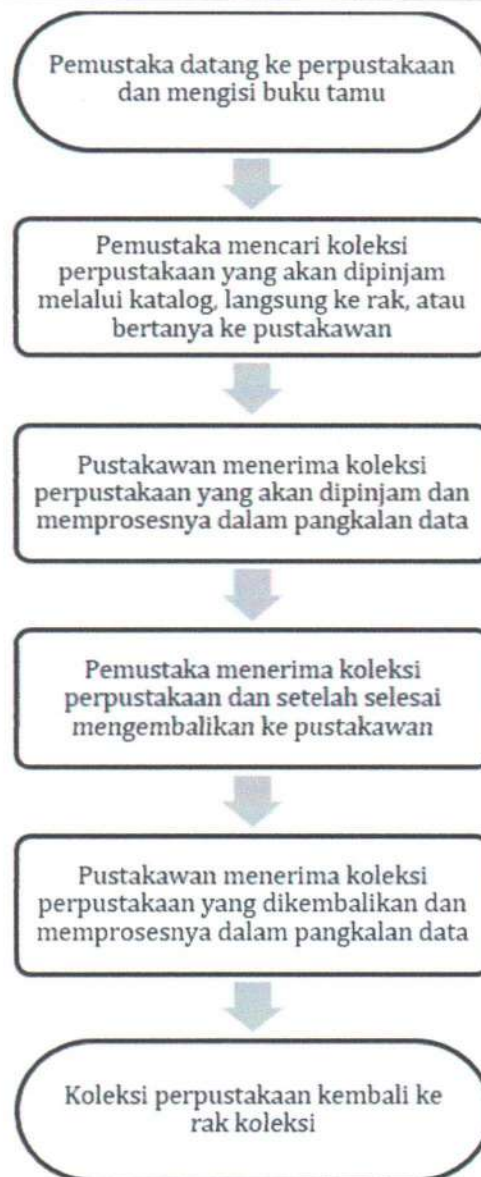 Pemustaka datang ke perpustakaan
dan mengisi buku tamu
Pemustaka mencari koleksi
perpustakaan yang akan dipinjam
melalui katalog, langsung ke rak, atau
bertanya ke pustakawan
Pustakawan menerima koleksi
perpustakaan yang akan dipinjam dan
memprosesnya dalam pangkalan data
Pemustaka menerima koleksi
perpustakaan dan setelah selesai
mengembalikan ke pustakawan
Pustakawan menerima koleksi
perpustakaan yang dikembalikan dan
memprosesnya dalam pangkalan data
Koleksi perpustakaan kembali ke
rak koleksi